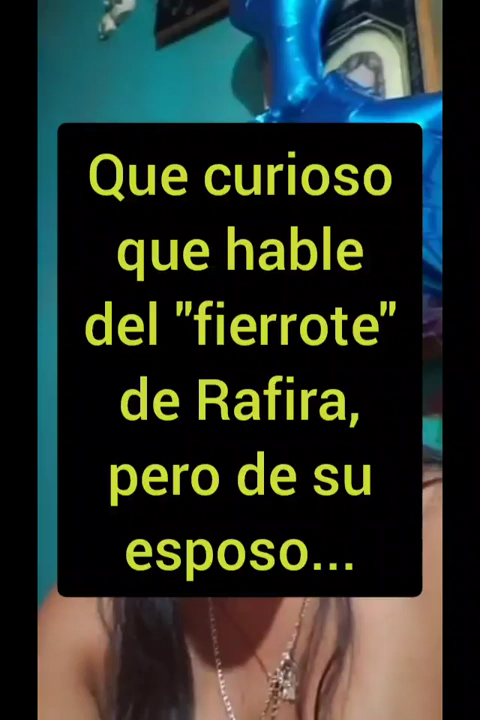 Que curioso
que hable
del "fierrote"
de Rafira,
pero de su
esposo...